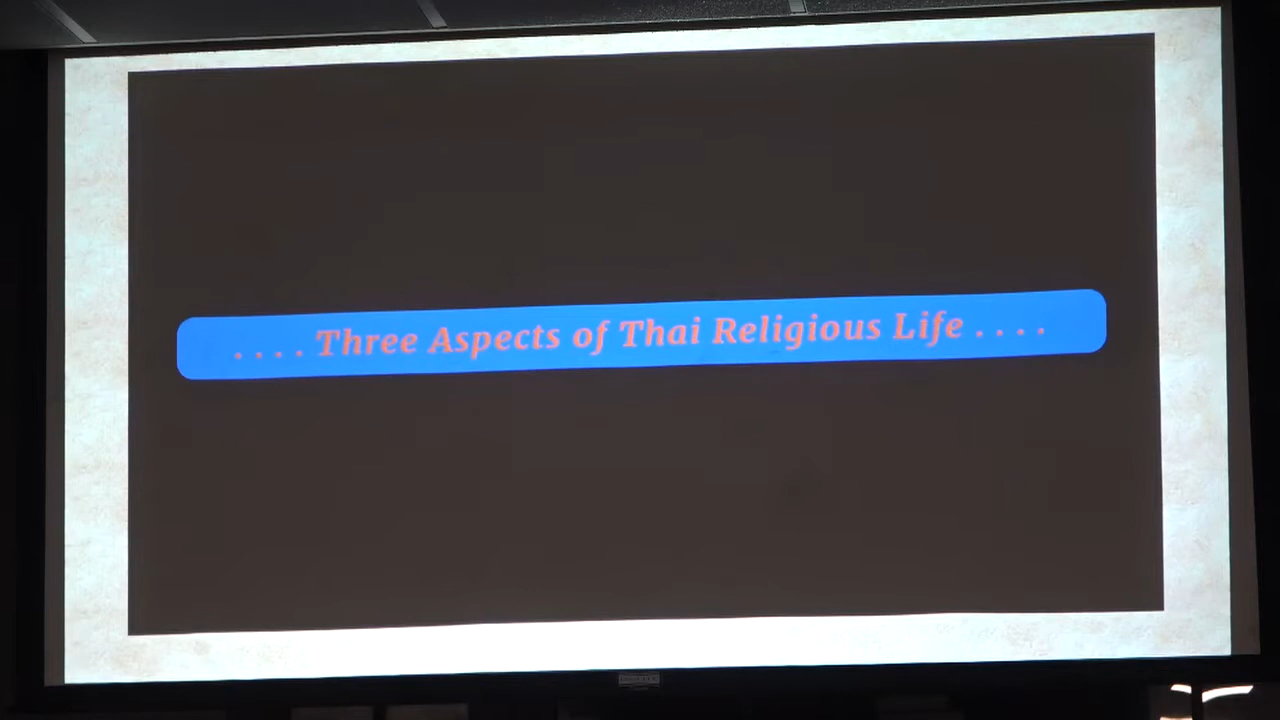 . . . . Three Aspects of Thai Religious Life . . . .